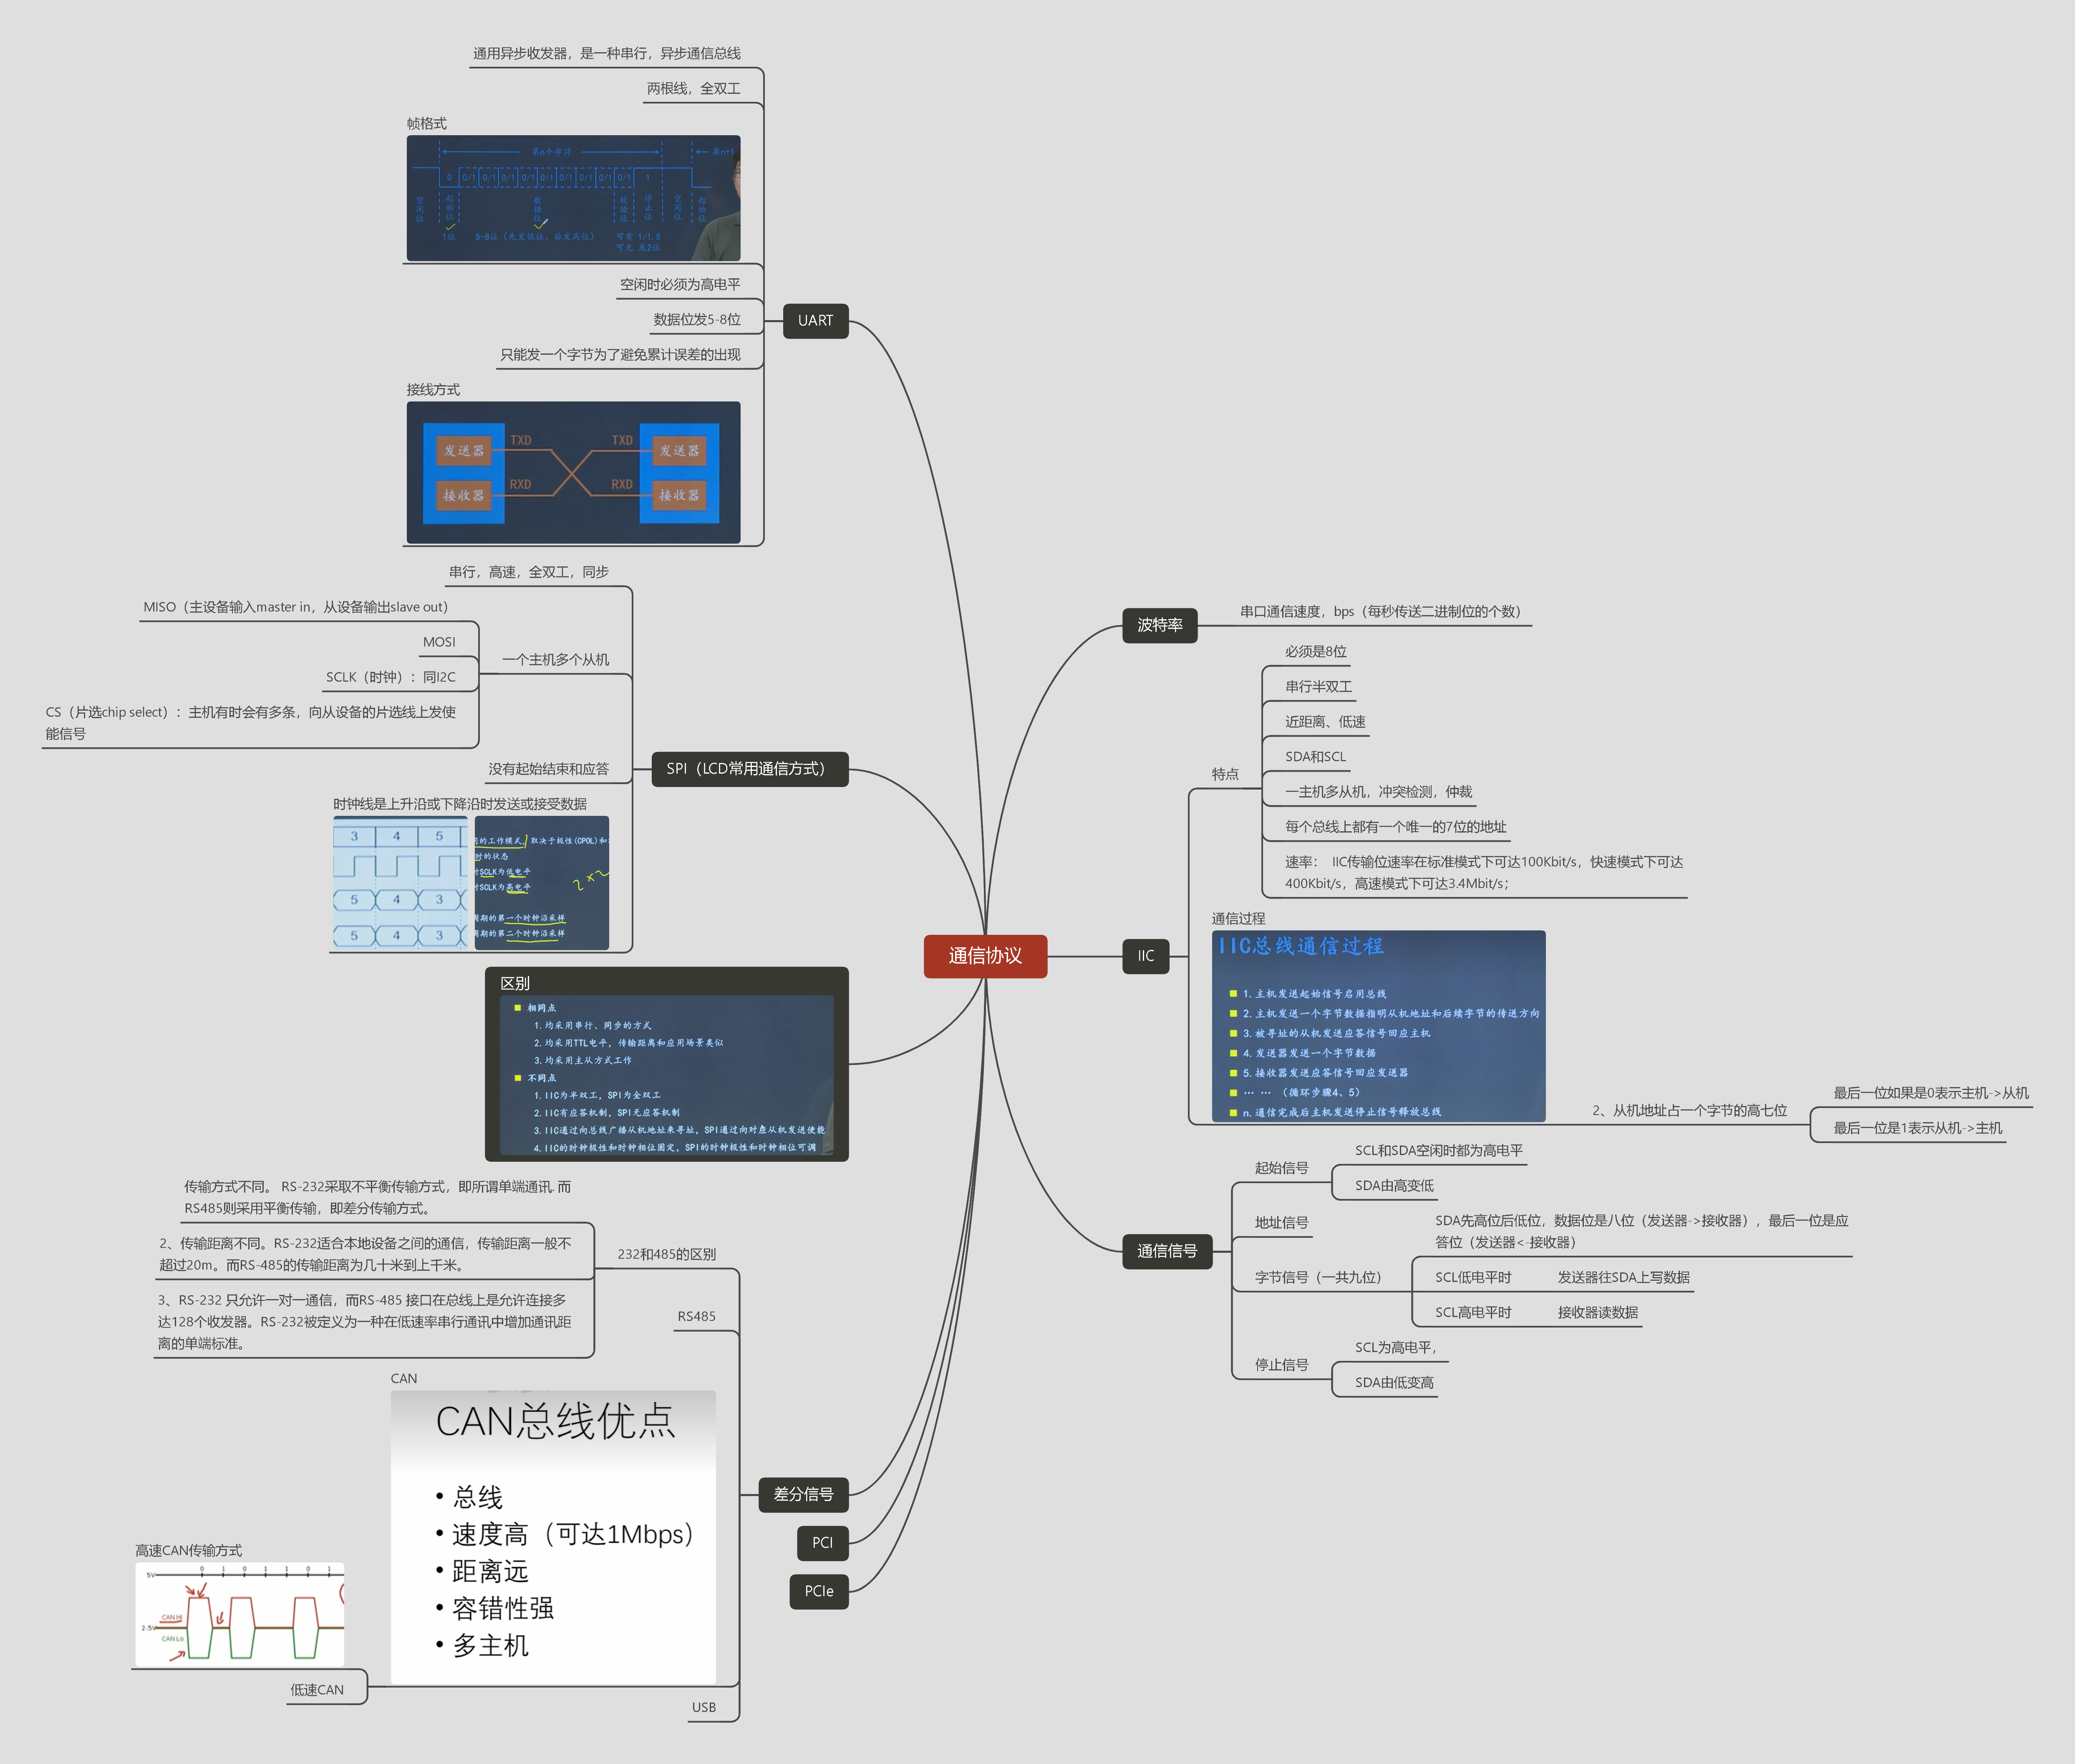 通信协议
UART
通用异步收发器，是一种串行，异步通信总线
两根线，全双工
帧格式
第n个字符
第n+1
0
0/1
0/1
0/1
0/1
0/1
0/1
0/1
0/1
0/1
1
空闲位
起始位
数据位
校验位
停止位
空闲位
起始位
1位
5-8位（先发低位、后发高位）
可有 1/1.5
可无 或2位
空闲时必须为高电平
数据位发5-8位
只能发一个字节为了避免累计误差的出现
接线方式
发送器
TXD
TXD
发送器
接收器
RXD
RXD
接收器
SPI（LCD常用通信方式）
串行，高速，全双工，同步
一个主机多个从机
MISO（主设备输入master in，从设备输出slave out）
MOSI
SCLK（时钟）：同I2C
CS（片选chip select）：主机有时会有多条，向从设备的片选线上发使
能信号
没有起始结束和应答
时钟线是上升沿或下降沿时发送或接受数据
3 4 5
5 4 3
5 4 3
的工作模式，取决于极性(CPOL)和
时的状态
时SCLK为低电平
时SCLK为高电平
2×2
周期的第一个时钟沿采样
周期的第二个时钟沿采样
区别
相同点
1.均采用串行、同步的方式
2.均采用TTL电平，传输距离和应用场景类似
3.均采用主从方式工作
不同点
1.IIC为半双工，SPI为全双工
2.IIC有应答机制，SPI无应答机制
3.IIC通过向总线广播从机地址来寻址，SPI通过向对应从机发送使能
4.IIC的时钟极性和时钟相位固定，SPI的时钟极性和时钟相位可调
差分信号
232和485的区别
传输方式不同。 RS-232采取不平衡传输方式，即所谓单端通讯. 而
RS485则采用平衡传输，即差分传输方式。
2、传输距离不同。RS-232适合本地设备之间的通信，传输距离一般不
超过20m。而RS-485的传输距离为几十米到上千米。
3、RS-232 只允许一对一通信，而RS-485 接口在总线上是允许连接多
达128个收发器。RS-232被定义为一种在低速率串行通讯中增加通讯距
离的单端标准。
RS485
CAN
CAN总线优点
• 总线
• 速度高（可达1Mbps）
• 距离远
• 容错性强
• 多主机
高速CAN传输方式
0 1 0 1 1 0 1
5V
CAN Hi
2.5V
CAN Lo
低速CAN
USB
PCI
PCIe
波特率
串口通信速度，bps（每秒传送二进制位的个数）
IIC
特点
必须是8位
串行半双工
近距离、低速
SDA和SCL
一主机多从机，冲突检测，仲裁
每个总线上都有一个唯一的7位的地址
速率： IIC传输位速率在标准模式下可达100Kbit/s，快速模式下可达
400Kbit/s，高速模式下可达3.4Mbit/s；
通信过程
IIC总线通信过程
1.主机发送起始信号启用总线
2.主机发送一个字节数据指明从机地址和后续字节的传送方向
3.被寻址的从机发送应答信号回应主机
4.发送器发送一个字节数据
5.接收器发送应答信号回应发送器
… … （循环步骤4、5）
n.通信完成后主机发送停止信号释放总线
2、从机地址占一个字节的高七位
最后一位如果是0表示主机->从机
最后一位是1表示从机->主机
通信信号
起始信号
SCL和SDA空闲时都为高电平
SDA由高变低
地址信号
字节信号（一共九位）
SDA先高位后低位，数据位是八位（发送器->接收器），最后一位是应
答位（发送器<-接收器）
SCL低电平时
发送器往SDA上写数据
SCL高电平时
接收器读数据
停止信号
SCL为高电平，
SDA由低变高